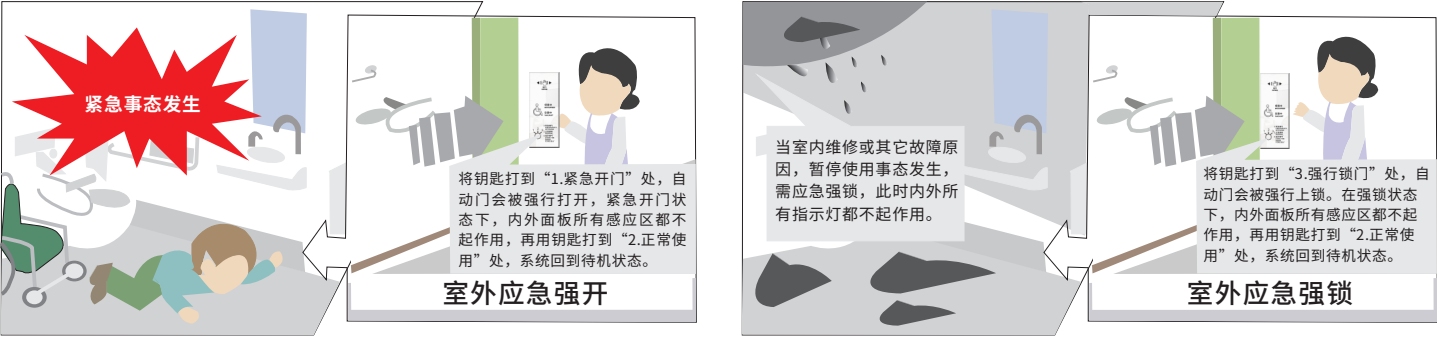 紧急事态发生
将钥匙打到“1.紧急开门”处，自
动门会被强行打开，紧急开门状
态下，内外面板所有感应区都不
起作用，再用钥匙打到“2.正常使
用”处，系统回到待机状态。
室外应急强开
当室内维修或其它故障原
因，暂停使用事态发生，
需应急强锁，此时内外所
有指示灯都不起作用。
将钥匙打到“3.强行锁门”处，自
动门会被强行上锁。在强锁状态
下，内外面板所有感应区都不起
作用，再用钥匙打到“2.正常使
用”处，系统回到待机状态。
室外应急强锁